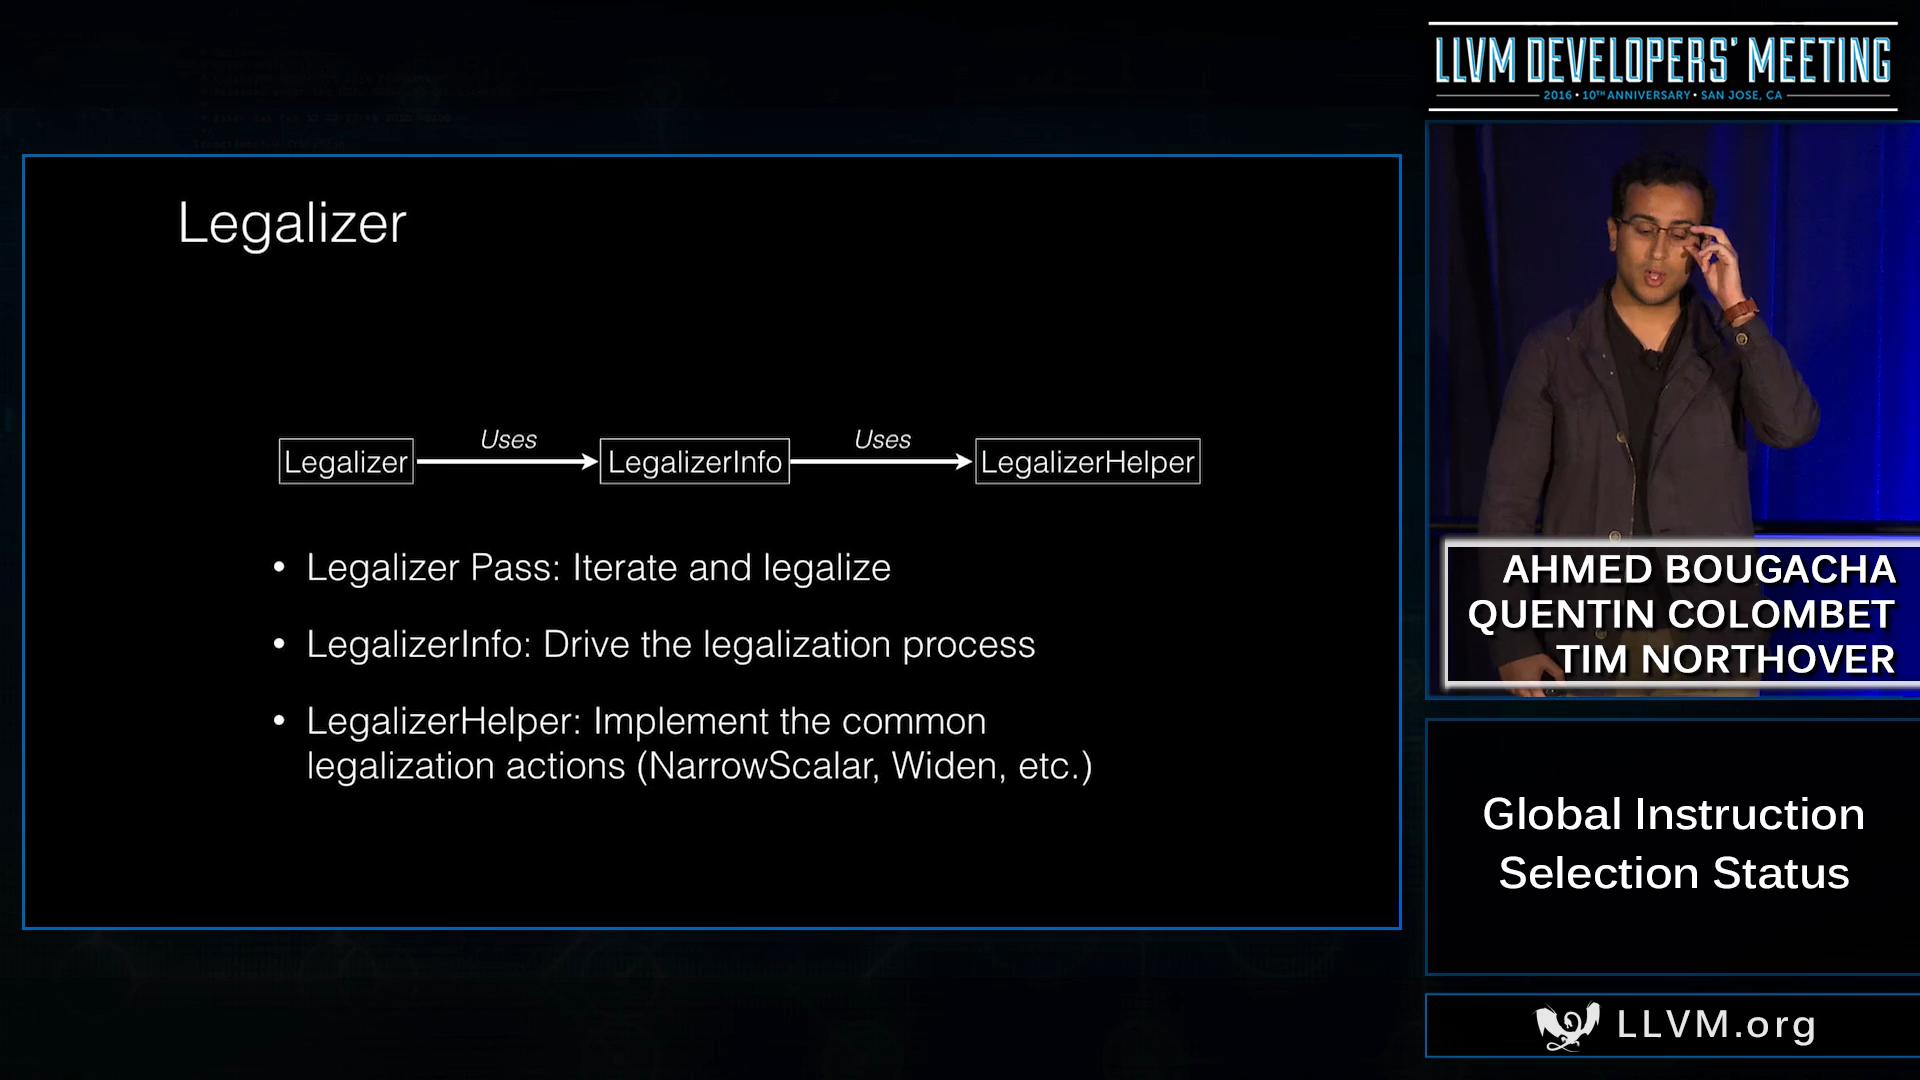 LLVM DEVELOPERS' MEETING
2016 • 10TH ANNIVERSARY • SAN JOSE, CA
Legalizer
Uses
Uses
Legalizer
LegalizerInfo
LegalizerHelper
• Legalizer Pass: Iterate and legalize
• LegalizerInfo: Drive the legalization process
• LegalizerHelper: Implement the common
legalization actions (NarrowScalar, Widen, etc.)
AHMED BOUGACHA
QUENTIN COLOMBET
TIM NORTHOVER
Global Instruction
Selection Status
LLVM.org